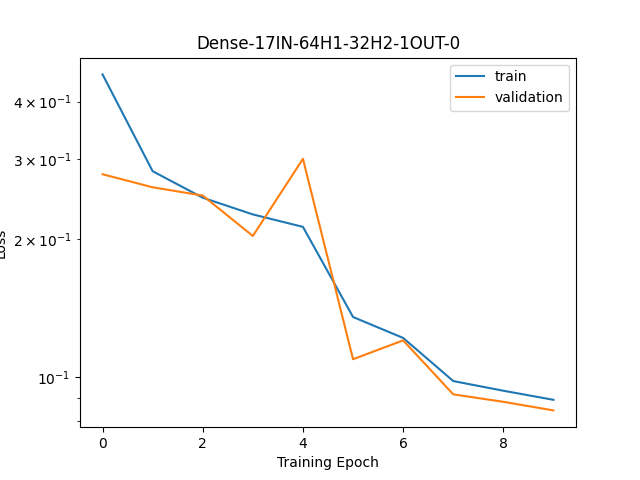 Dense-17IN-64H1-32H2-1OUT-0
train
validation
4 × 10⁻¹
3 × 10⁻¹
2 × 10⁻¹
10⁻¹
Loss
0 2 4 6 8
Training Epoch